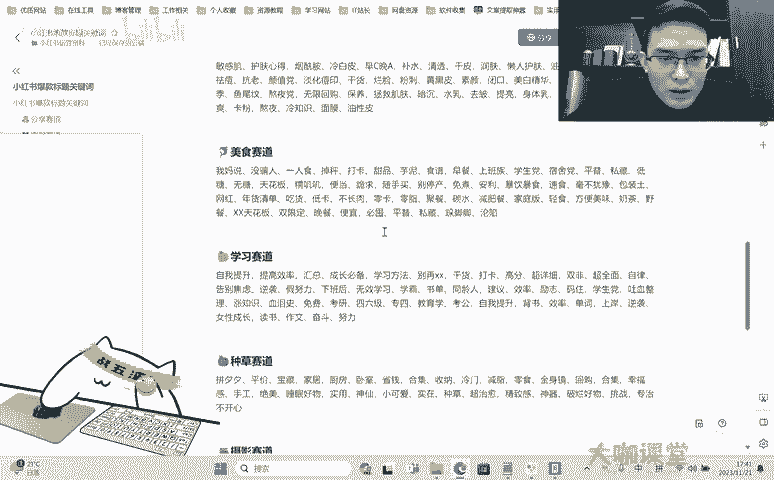 优质网站 在线工具 博客管理 工作相关 个人收藏 资源教程 学习网站 IT站长 网盘资源 软件收集 文案提取神器
分享
小红书爆款标题关键词
小红书爆款标题关键词
分享赛道
敏感肌、护肤心得、烟酰胺、冷白皮、早C晚A、补水、清透、干皮、润肤、懒人护肤、油
祛痘、抗老、颜值党、淡化痘印、干货、烂脸、粉刺、黄黑皮、素颜、闭口、美白精华、
季、鱼尾纹、熬夜党、无限回购、保养、拯救肌肤、暗沉、水乳、去皱、提亮、身体乳、
爽、卡粉、熬夜、冷知识、面膜、油性皮
美食赛道
我妈说、没骗人、一人食、掉秤、打卡、甜品、芋泥、食谱、早餐、上班族、学生党、宿舍党、平替、私藏、低
糖、无糖、天花板、糯叽叽、便当、跪求、随手买、别停产、免煮、安利、暴饮暴食、速食、毫不犹豫、包装土、
网红、年货清单、吃货、低卡、不长肉、零卡、零脂、聚餐、碳水、减肥餐、家庭版、轻食、方便美味、奶茶、野
餐、XX天花板、双限定、晚餐、便宜、必囤、平替、私藏、跺脚脚、沦陷
学习赛道
自我提升、提高效率、汇总、成长必备、学习方法、别再xx、干货、打卡、高分、超详细、双非、超全面、自律、
告别焦虑、逆袭、假努力、下班后、无效学习、学霸、书单、同龄人、建议、效率、励志、码住、学生党、吐血整
理、涨知识、血泪史、免费、考研、四六级、专四、教育学、考公、自我提升、背书、效率、单词、上岸、逆袭、
女性成长、读书、作文、奋斗、努力
种草赛道
拼夕夕、平价、宝藏、家居、厨房、卧室、省钱、合集、收纳、冷门、减脂、零食、金身镜、回购、合集、幸福
感、手工、绝美、睡眠好物、实用、神仙、小可爱、实在、种草、超治愈、精致感、神器、破烂好物、挑战、专治
不开心
摄影赛道
大咖课堂
21°C
搜索
中 拼
17:41
2023/11/21